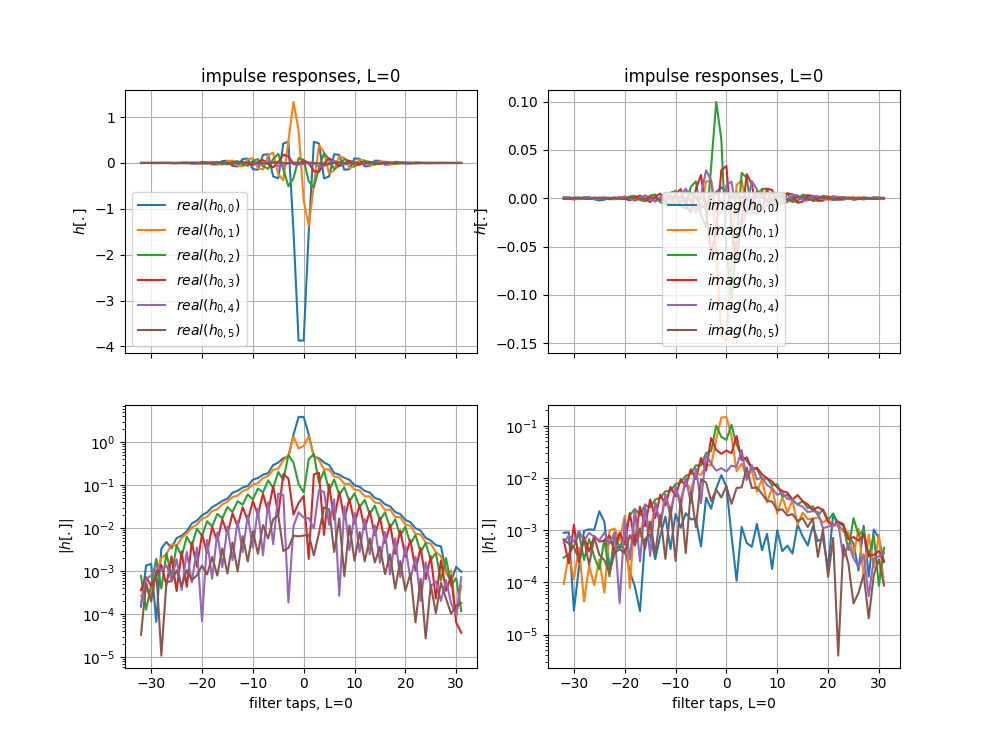 impulse responses, L=0
1
0
−1
−2
−3
−4
h[.]
real(h0,0)
real(h0,1)
real(h0,2)
real(h0,3)
real(h0,4)
real(h0,5)
impulse responses, L=0
0.10
0.05
0.00
−0.05
−0.10
−0.15
h[.]
imag(h0,0)
imag(h0,1)
imag(h0,2)
imag(h0,3)
imag(h0,4)
imag(h0,5)
10⁰
10⁻¹
10⁻²
10⁻³
10⁻⁴
10⁻⁵
|h[.]|
−30 −20 −10 0 10 20 30
filter taps, L=0
10⁻¹
10⁻²
10⁻³
10⁻⁴
10⁻⁵
|h[.]|
−30 −20 −10 0 10 20 30
filter taps, L=0